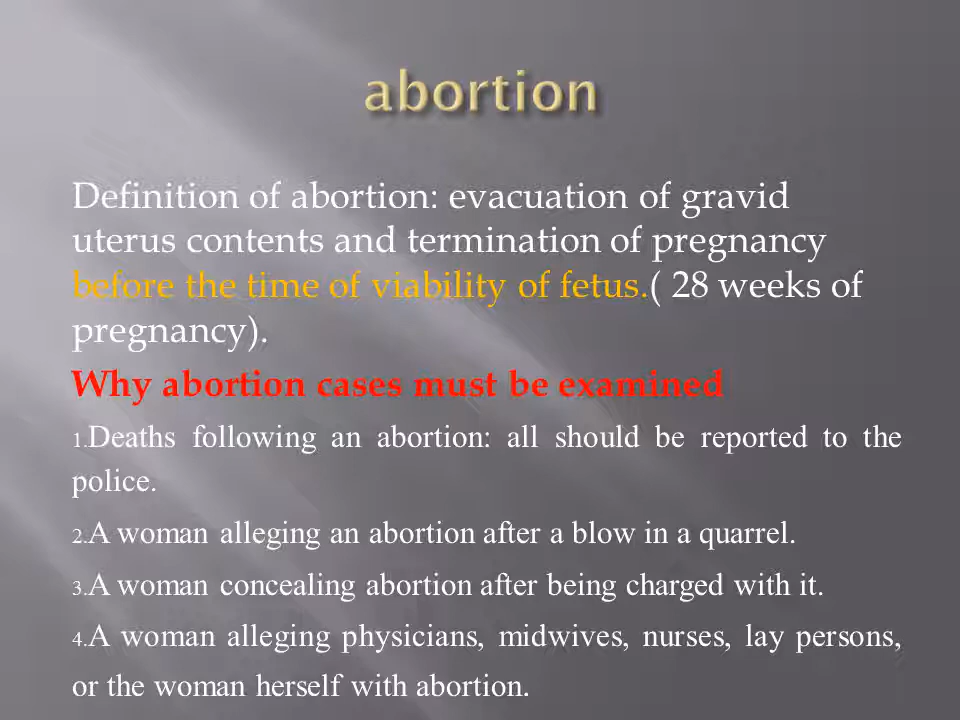 abortion
Definition of abortion: evacuation of gravid
uterus contents and termination of pregnancy
before the time of viability of fetus.( 28 weeks of
pregnancy).
Why abortion cases must be examined
1.Deaths following an abortion: all should be reported to the
police.
2.A woman alleging an abortion after a blow in a quarrel.
3.A woman concealing abortion after being charged with it.
4.A woman alleging physicians, midwives, nurses, lay persons,
or the woman herself with abortion.